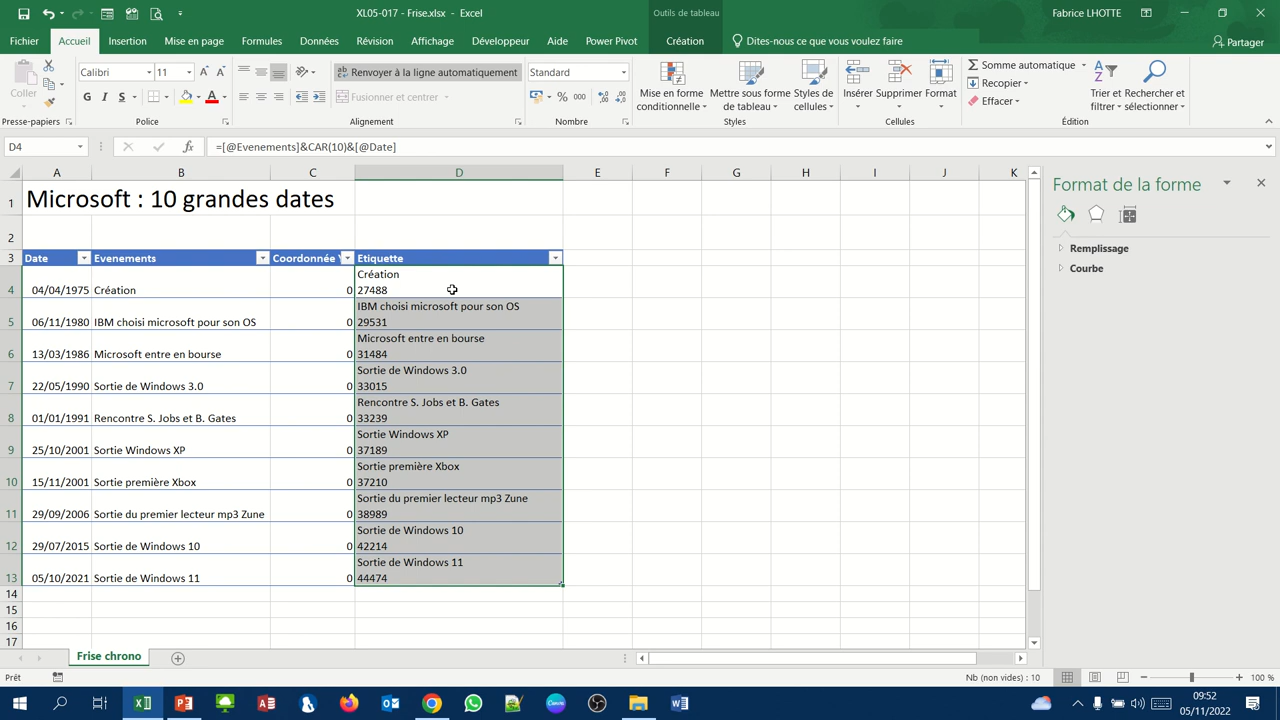 XL05-017 - Frise.xlsx - Excel
Outils de tableau
Fabrice LHOTTE
Fichier
Accueil
Insertion
Mise en page
Formules
Données
Révision
Affichage
Développeur
Aide
Power Pivot
Création
Dites-nous ce que vous voulez faire
Partager
Coller
Calibri
11
Renvoyer à la ligne automatiquement
Standard
G I S
Fusionner et centrer
Mise en forme conditionnelle
Mettre sous forme de tableau
Styles de cellules
Insérer
Supprimer
Format
Somme automatique
Recopier
Effacer
Trier et filtrer
Rechercher et sélectionner
Presse-papiers
Police
Alignement
Nombre
Styles
Cellules
Édition
D4
=[@Evenements]&CAR(10)&[@Date]
A B C D E F G H I J K
Format de la forme
Remplissage
Courbe
1 Microsoft : 10 grandes dates
2
3 Date Evenements Coordonnée Y Etiquette
Création
4 04/04/1975 Création 0 27488
IBM choisi microsoft pour son OS
5 06/11/1980 IBM choisi microsoft pour son OS 0 29531
Microsoft entre en bourse
6 13/03/1986 Microsoft entre en bourse 0 31484
Sortie de Windows 3.0
7 22/05/1990 Sortie de Windows 3.0 0 33015
Rencontre S. Jobs et B. Gates
8 01/01/1991 Rencontre S. Jobs et B. Gates 0 33239
Sortie Windows XP
9 25/10/2001 Sortie Windows XP 0 37189
Sortie première Xbox
10 15/11/2001 Sortie première Xbox 0 37210
Sortie du premier lecteur mp3 Zune
11 29/09/2006 Sortie du premier lecteur mp3 Zune 0 38989
Sortie de Windows 10
12 29/07/2015 Sortie de Windows 10 0 42214
Sortie de Windows 11
13 05/10/2021 Sortie de Windows 11 0 44474
14
15
16
17
Frise chrono
Prêt
Nb (non vides) : 10
100 %
09:52
05/11/2022